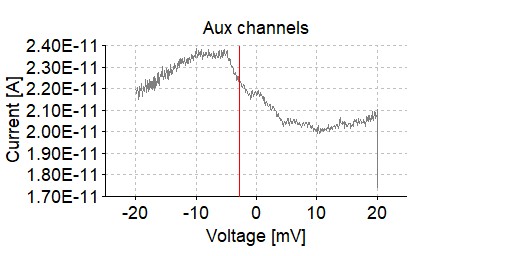 Aux channels
2.40E-11
2.30E-11
2.20E-11
2.10E-11
2.00E-11
1.90E-11
1.80E-11
1.70E-11
Current [A]
-20 -10 0 10 20
Voltage [mV]